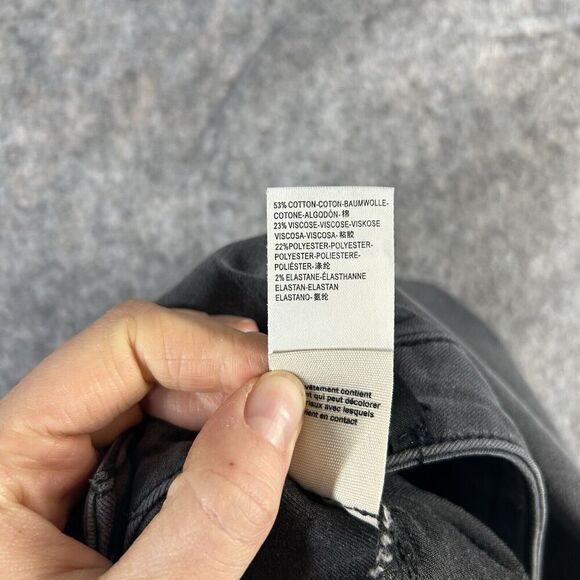 53% COTTON-COTON-BAUMWOLLE-
COTONE-ALGODÓN-棉
23% VISCOSE-VISCOSE-VISKOSE
VISCOSA-VISCOSA-粘胶
22%POLYESTER-POLYESTER-
POLYESTER-POLIESTERE-
POLIÉSTER-涤纶
2% ELASTANE-ÉLASTHANNE
ELASTAN-ELASTAN
ELASTANO-氨纶
vêtement contient
qui peut décolorer
avec lesquels
en contact